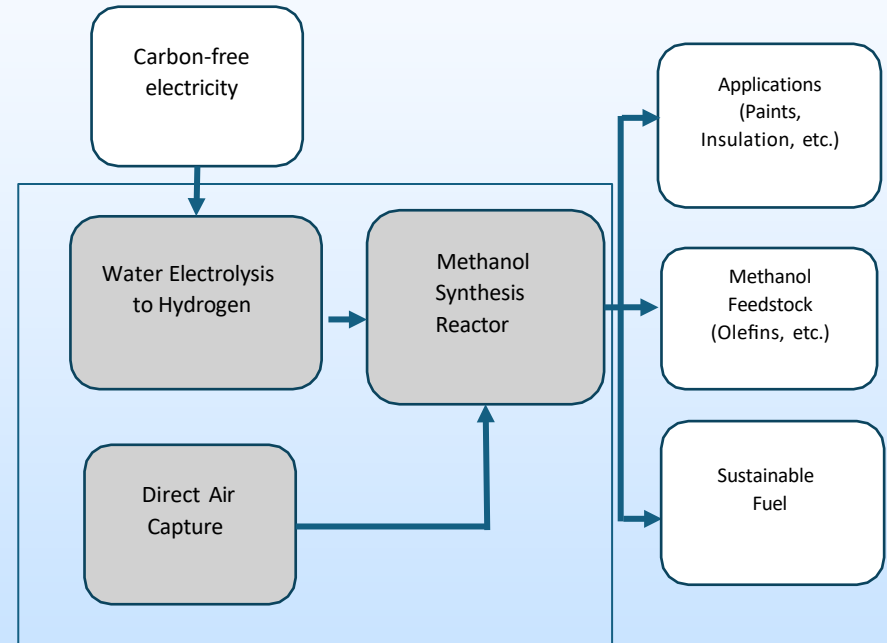 Carbon-free
electricity
Applications
(Paints,
Insulation, etc.)
Water Electrolysis
to Hydrogen
Methanol
Synthesis
Reactor
Methanol
Feedstock
(Olefins, etc.)
Direct Air
Capture
Sustainable
Fuel